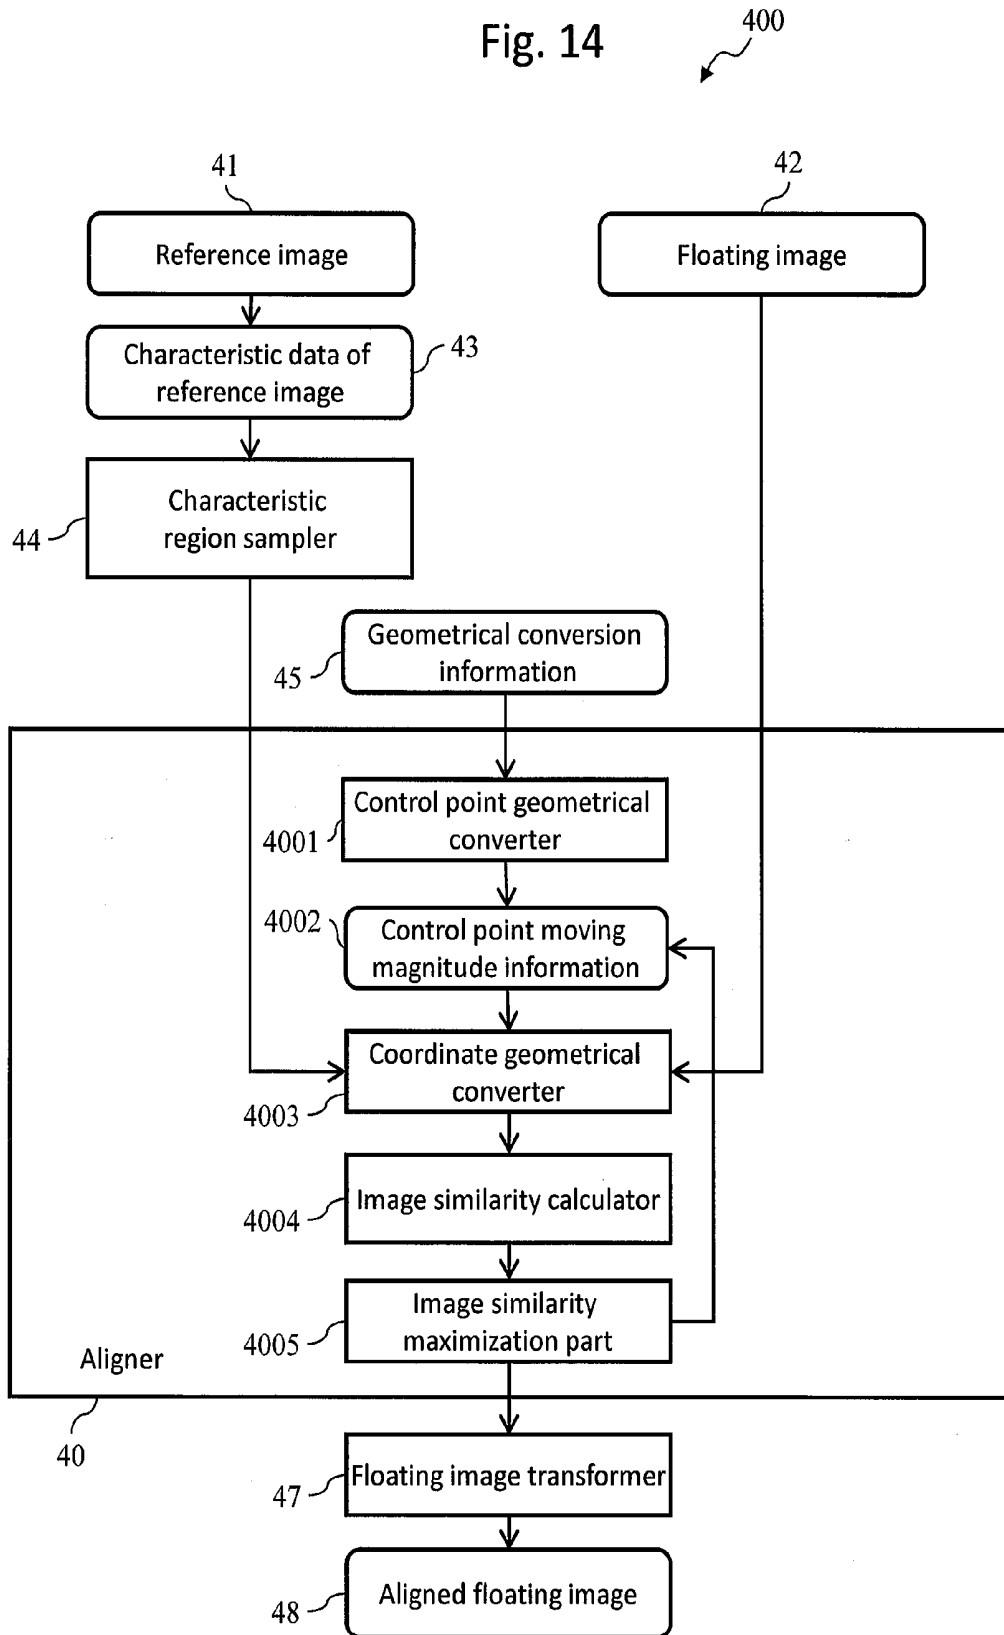 Fig. 14
400
41
42
Reference image
Floating image
Characteristic data of
reference image
43
Characteristic
region sampler
44
Geometrical conversion
information
45
Control point geometrical
converter
4001
4002
Control point moving
magnitude information
Coordinate geometrical
converter
4003
Image similarity calculator
4004
Image similarity
maximization part
4005
Aligner
40
Floating image transformer
47
Aligned floating image
48